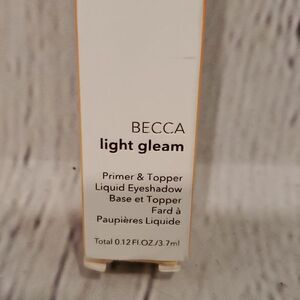 BECCA
light gleam
Primer & Topper
Liquid Eyeshadow
Base et Topper
Fard à
Paupières Liquide
Total 0.12 FL.OZ./3.7ml